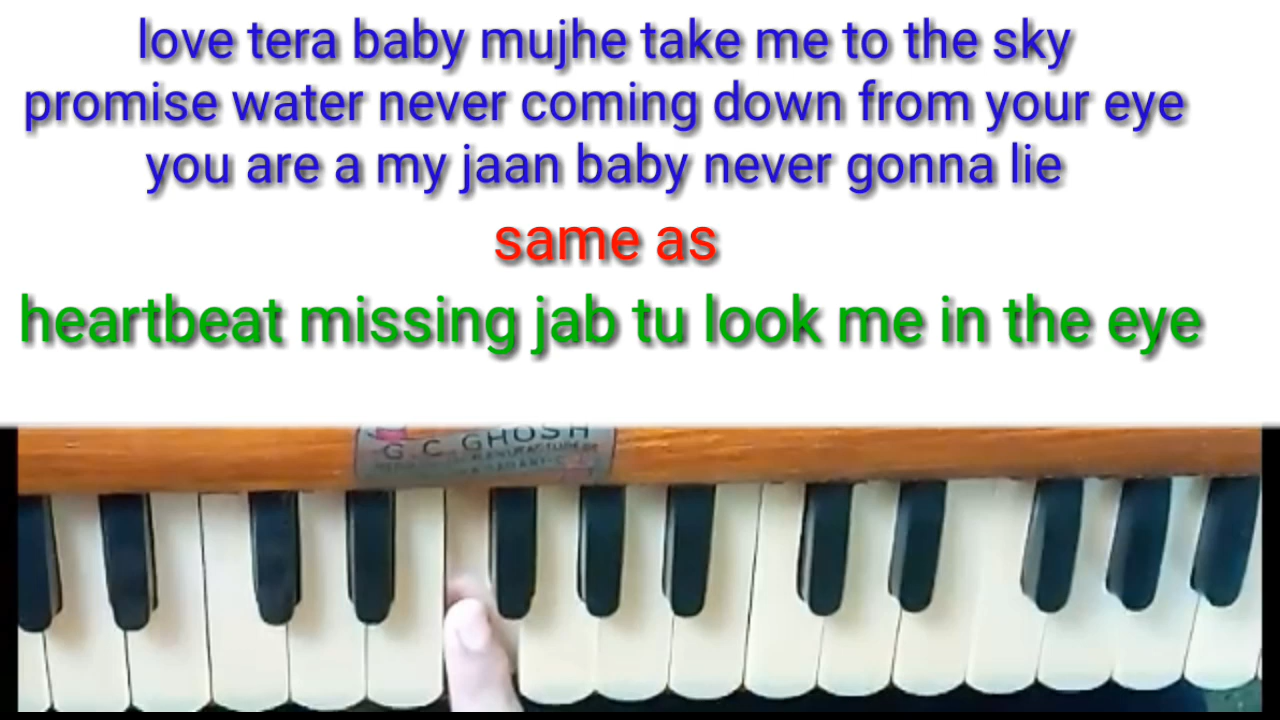 love tera baby mujhe take me to the sky
promise water never coming down from your eye
you are a my jaan baby never gonna lie
same as
heartbeat missing jab tu look me in the eye
G. C. GHOSH